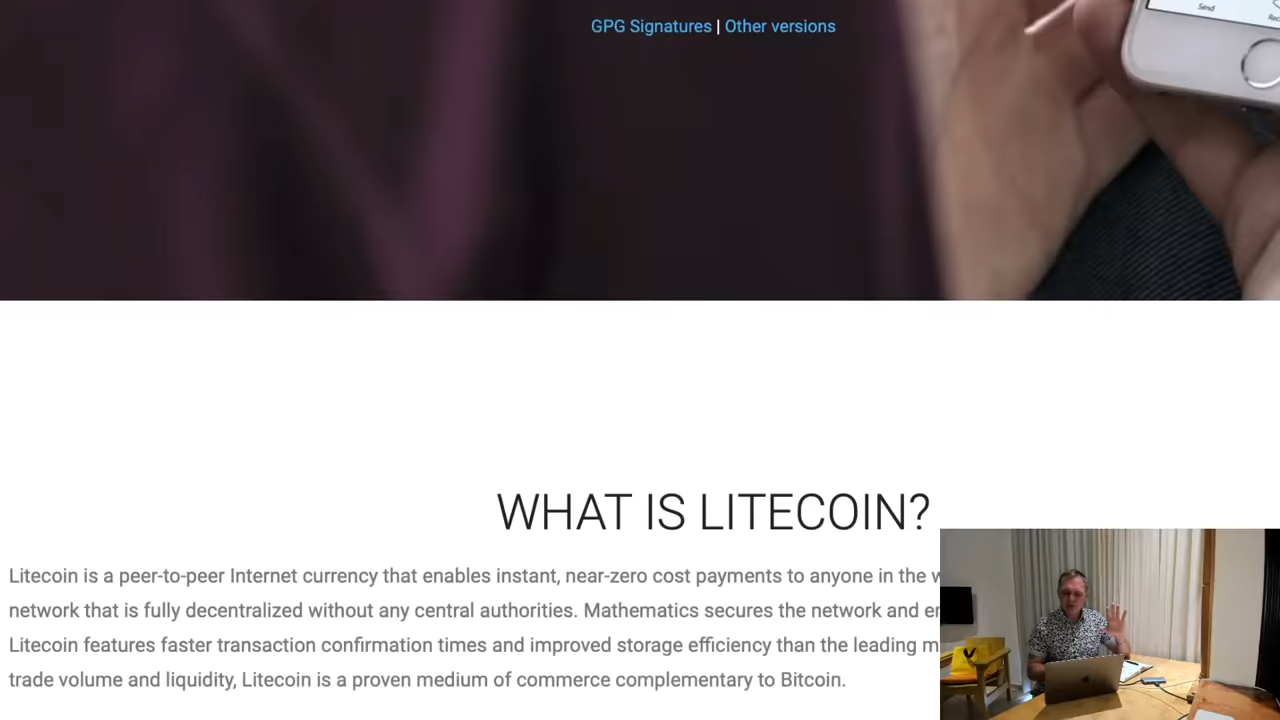 Send
GPG Signatures | Other versions
WHAT IS LITECOIN?
Litecoin is a peer-to-peer Internet currency that enables instant, near-zero cost payments to anyone in the
network that is fully decentralized without any central authorities. Mathematics secures the network and
Litecoin features faster transaction confirmation times and improved storage efficiency than the leading
trade volume and liquidity, Litecoin is a proven medium of commerce complementary to Bitcoin.